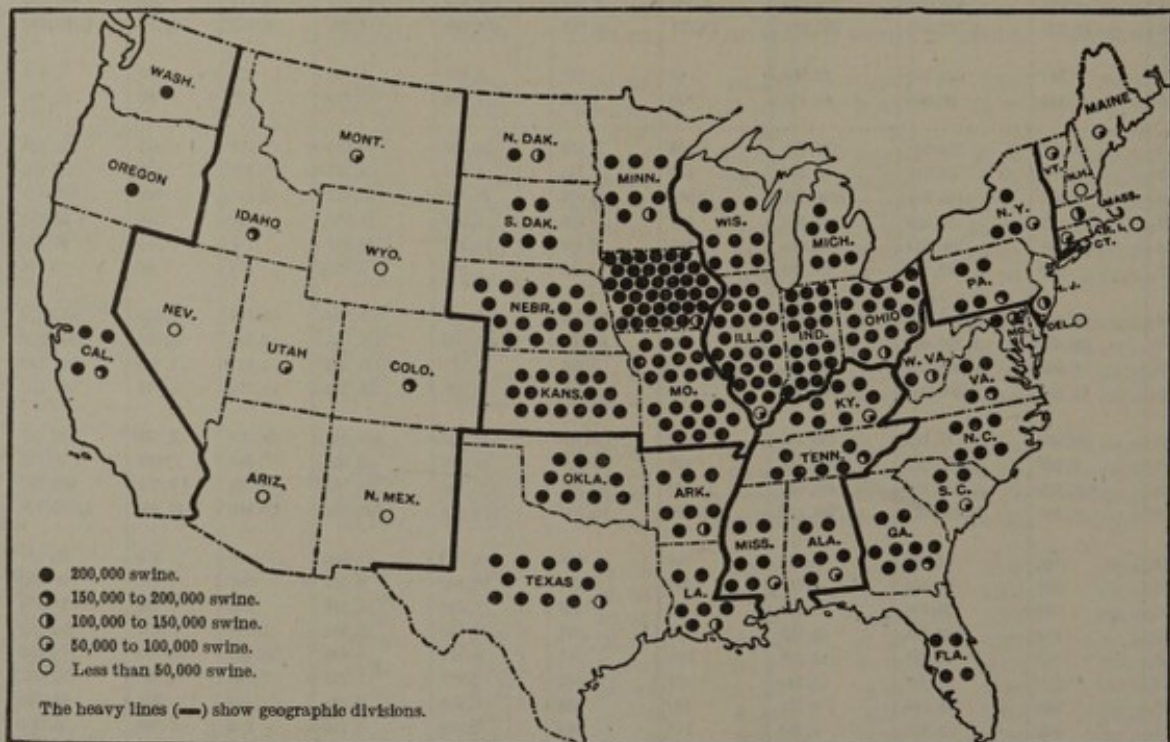 WASH.
OREGON
CAL.
NEV.
IDAHO
MONT.
WYO.
UTAH
COLO.
ARIZ.
N. MEX.
N. DAK.
S. DAK.
NEBR.
KANS.
OKLA.
TEXAS
MINN.
MO.
ARK.
LA.
WIS.
MICH.
ILL.
IND.
OHIO
KY.
TENN.
MISS.
ALA.
GA.
FLA.
S. C.
N. C.
VA.
W. VA.
MD.
DEL.
PA.
N. J.
N. Y.
CT.
R. I.
MASS.
VT.
N.H.
MAINE
200,000 swine.
150,000 to 200,000 swine.
100,000 to 150,000 swine.
50,000 to 100,000 swine.
Less than 50,000 swine.
The heavy lines (▬) show geographic divisions.